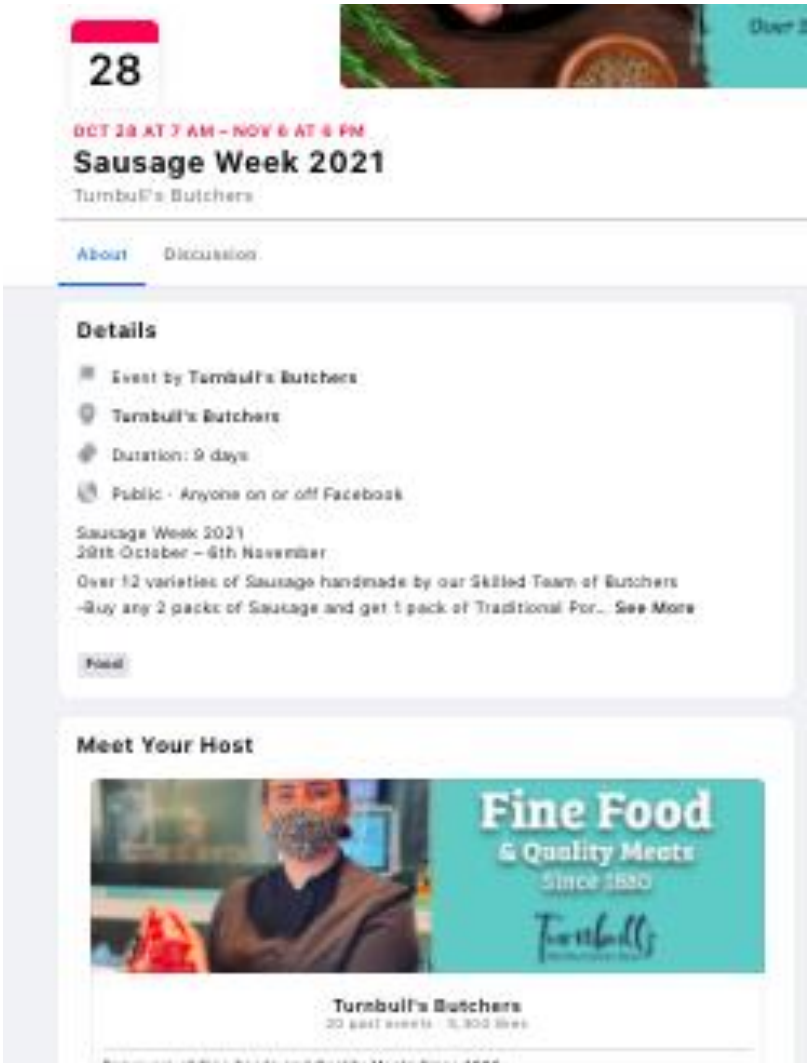 Over
28
OCT 28 AT 7 AM – NOV 6 AT 6 PM
Sausage Week 2021
Turnbull's Butchers
About Discussion
Details
Event by Turnbull's Butchers
Turnbull's Butchers
Duration: 9 days
Public · Anyone on or off Facebook
Sausage Week 2021
28th October – 6th November
Over 12 varieties of Sausage handmade by our Skilled Team of Butchers
-Buy any 2 packs of Sausage and get 1 pack of Traditional Por... See More
Food
Meet Your Host
Fine Food
& Quality Meats
Since 1880
Turnbull's
Turnbull's Butchers
20 past events · likes